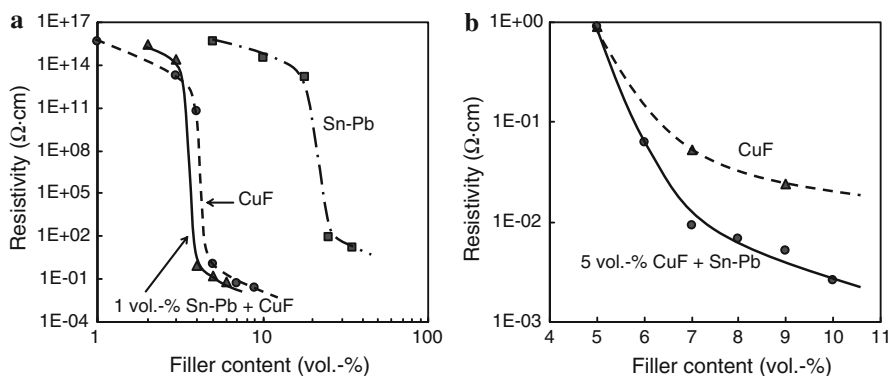 a
1E+17
1E+14
1E+11
1E+08
1E+05
1E+02
1E-01
1E-04
Resistivity (Ω·cm)
Sn-Pb
CuF
1 vol.-% Sn-Pb + CuF
1
10
100
Filler content (vol.-%)
b
1E+00
1E-01
1E-02
1E-03
Resistivity (Ω·cm)
CuF
5 vol.-% CuF + Sn-Pb
4 5 6 7 8 9 10 11
Filler content (vol.-%)